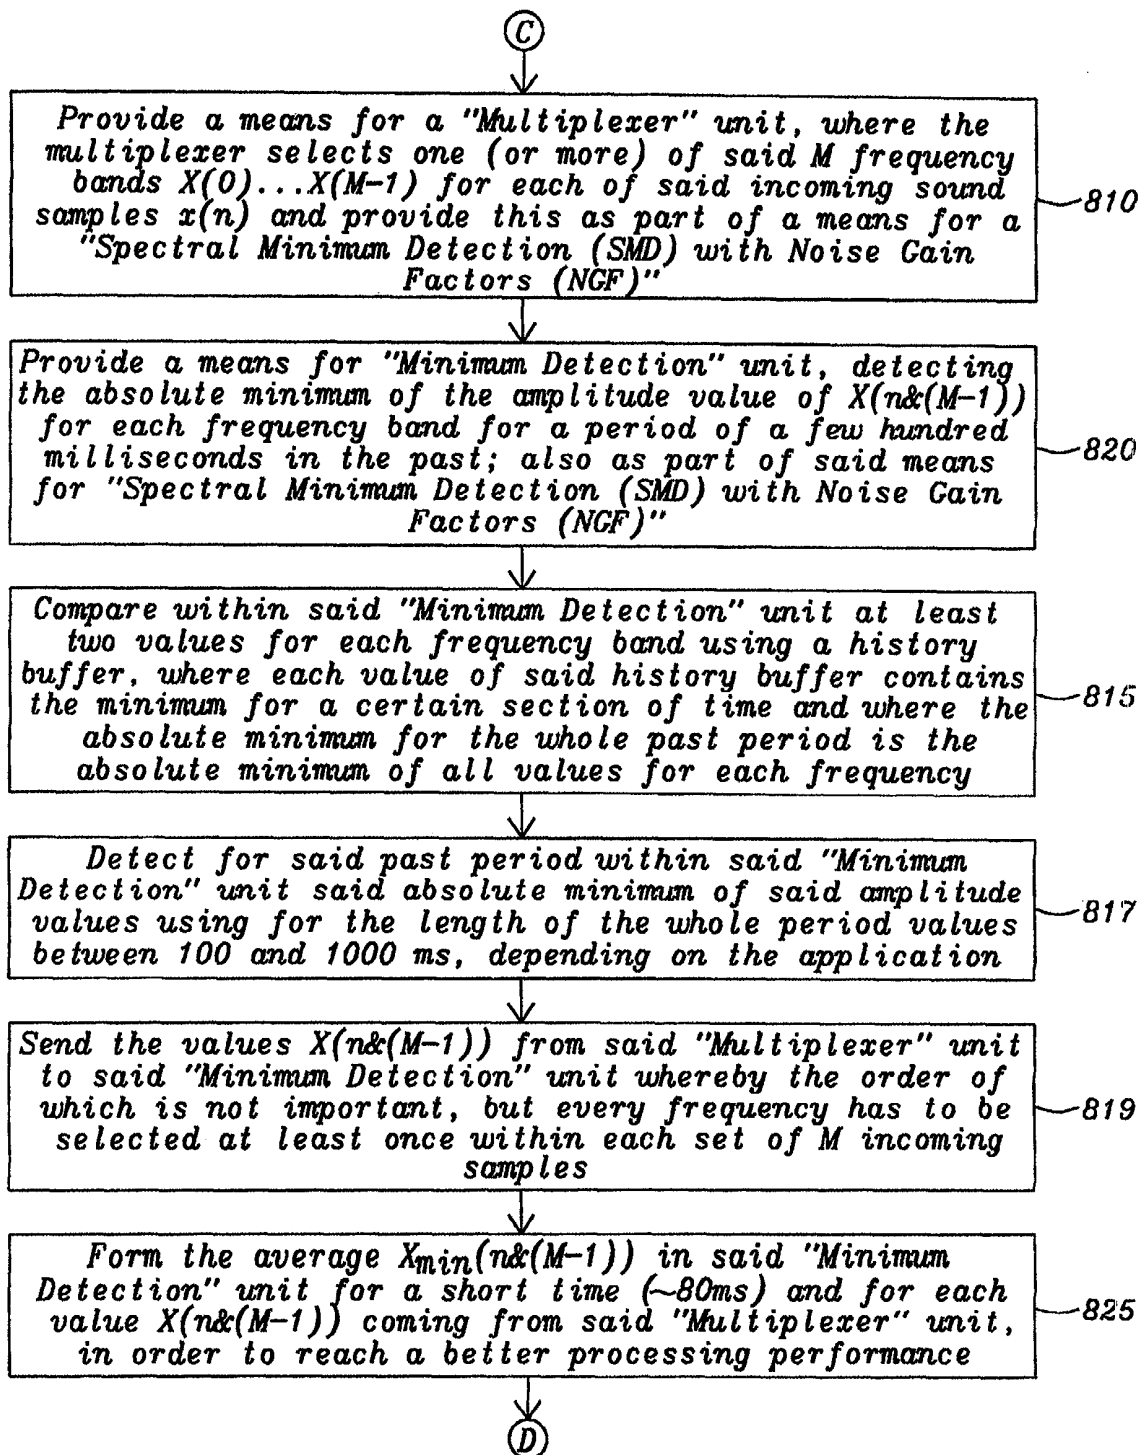 C
Provide a means for a "Multiplexer" unit, where the
multiplexer selects one (or more) of said M frequency
bands X(0)...X(M-1) for each of said incoming sound
samples x(n) and provide this as part of a means for a
"Spectral Minimum Detection (SMD) with Noise Gain
Factors (NGF)"
810
Provide a means for "Minimum Detection" unit, detecting
the absolute minimum of the amplitude value of X(n&(M-1))
for each frequency band for a period of a few hundred
milliseconds in the past; also as part of said means
for "Spectral Minimum Detection (SMD) with Noise Gain
Factors (NGF)"
820
Compare within said "Minimum Detection" unit at least
two values for each frequency band using a history
buffer, where each value of said history buffer contains
the minimum for a certain section of time and where the
absolute minimum for the whole past period is the
absolute minimum of all values for each frequency
815
Detect for said past period within said "Minimum
Detection" unit said absolute minimum of said amplitude
values using for the length of the whole period values
between 100 and 1000 ms, depending on the application
817
Send the values X(n&(M-1)) from said "Multiplexer" unit
to said "Minimum Detection" unit whereby the order of
which is not important, but every frequency has to be
selected at least once within each set of M incoming
samples
819
Form the average Xmin(n&(M-1)) in said "Minimum
Detection" unit for a short time (~80ms) and for each
value X(n&(M-1)) coming from said "Multiplexer" unit,
in order to reach a better processing performance
825
D